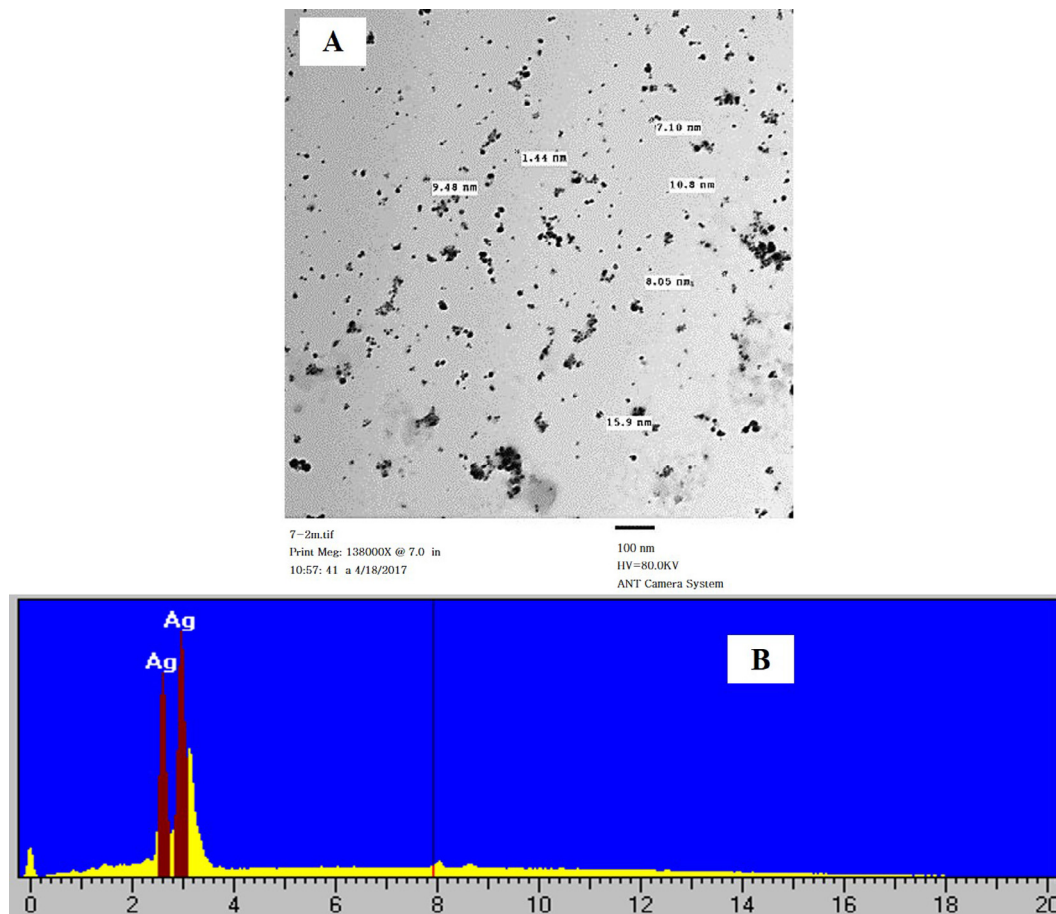 A
7.10 nm
1.44 nm
9.48 nm
10.8 nm
8.05 nm
15.9 nm
7-2m.tif
Print Meg: 138000X @ 7.0 in
10:57: 41 a 4/18/2017
100 nm
HV=80.0KV
ANT Camera System
B
Ag
Ag
0 2 4 6 8 10 12 14 16 18 20